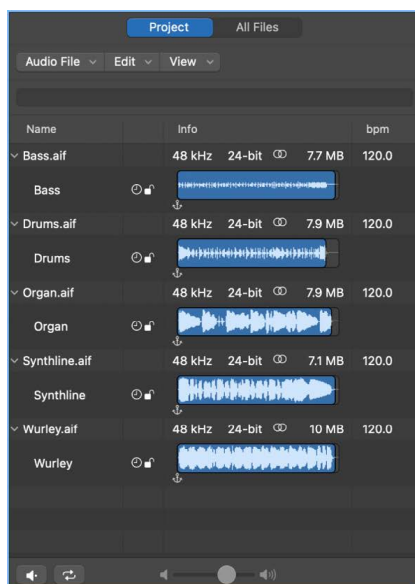 Project All Files
Audio File Edit View
Name Info bpm
Bass.aif 48 kHz 24-bit 7.7 MB 120.0
Bass
Drums.aif 48 kHz 24-bit 7.9 MB 120.0
Drums
Organ.aif 48 kHz 24-bit 7.9 MB 120.0
Organ
Synthline.aif 48 kHz 24-bit 7.1 MB 120.0
Synthline
Wurley.aif 48 kHz 24-bit 10 MB 120.0
Wurley